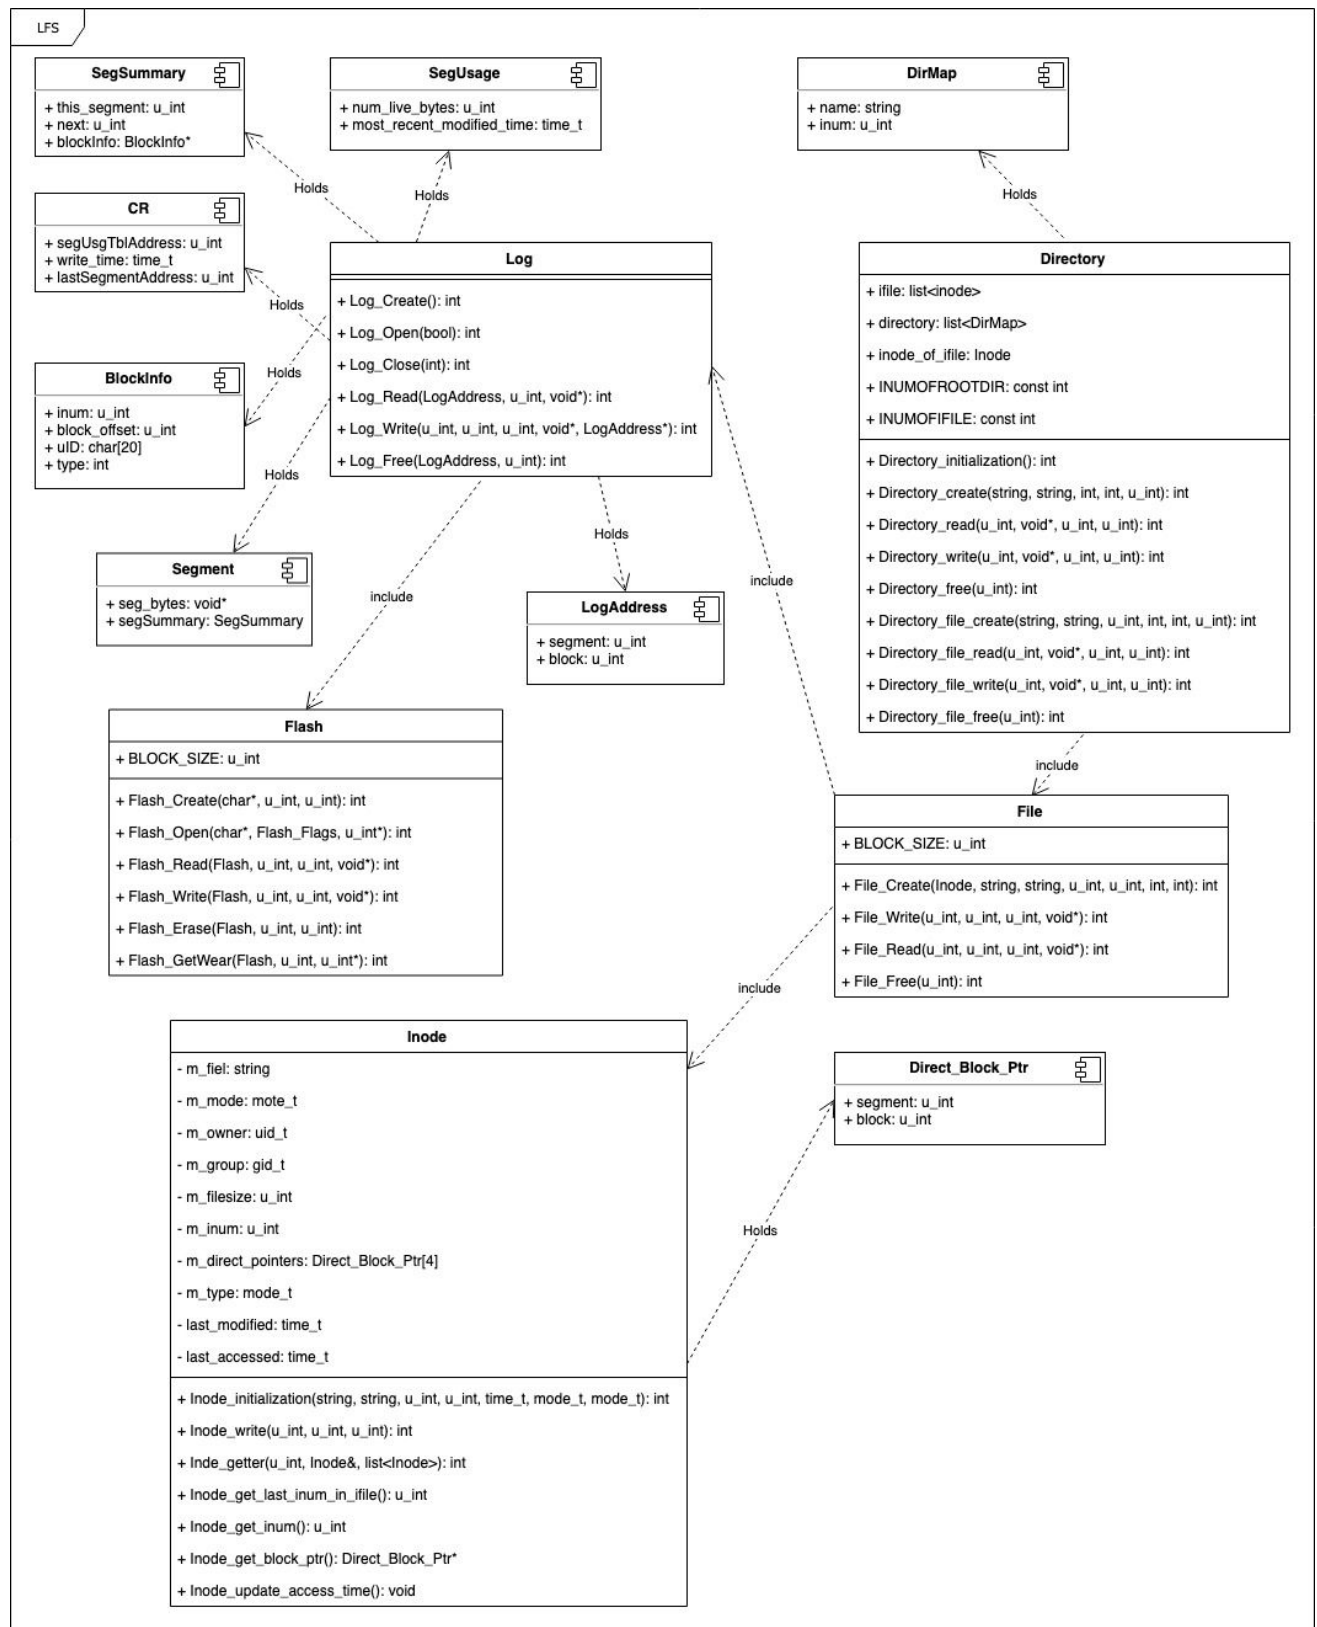 LFS
SegSummary
+ this_segment: u_int
+ next: u_int
+ blockInfo: BlockInfo*
SegUsage
+ num_live_bytes: u_int
+ most_recent_modified_time: time_t
DirMap
+ name: string
+ inum: u_int
Holds
Holds
Holds
CR
+ segUsgTblAddress: u_int
+ write_time: time_t
+ lastSegmentAddress: u_int
Holds
Log
+ Log_Create(): int
+ Log_Open(bool): int
+ Log_Close(int): int
+ Log_Read(LogAddress, u_int, void*): int
+ Log_Write(u_int, u_int, u_int, void*, LogAddress*): int
+ Log_Free(LogAddress, u_int): int
Directory
+ ifile: list<inode>
+ directory: list<DirMap>
+ inode_of_ifile: Inode
+ INUMOFROOTDIR: const int
+ INUMOFIFILE: const int
+ Directory_initialization(): int
+ Directory_create(string, string, int, int, u_int): int
+ Directory_read(u_int, void*, u_int, u_int): int
+ Directory_write(u_int, void*, u_int, u_int): int
+ Directory_free(u_int): int
+ Directory_file_create(string, string, u_int, int, int, u_int): int
+ Directory_file_read(u_int, void*, u_int, u_int): int
+ Directory_file_write(u_int, void*, u_int, u_int): int
+ Directory_file_free(u_int): int
Holds
BlockInfo
+ inum: u_int
+ block_offset: u_int
+ uID: char[20]
+ type: int
Holds
Holds
include
include
Segment
+ seg_bytes: void*
+ segSummary: SegSummary
LogAddress
+ segment: u_int
+ block: u_int
Flash
+ BLOCK_SIZE: u_int
+ Flash_Create(char*, u_int, u_int): int
+ Flash_Open(char*, Flash_Flags, u_int*): int
+ Flash_Read(Flash, u_int, u_int, void*): int
+ Flash_Write(Flash, u_int, u_int, void*): int
+ Flash_Erase(Flash, u_int, u_int): int
+ Flash_GetWear(Flash, u_int, u_int*): int
include
File
+ BLOCK_SIZE: u_int
+ File_Create(Inode, string, string, u_int, u_int, int, int): int
+ File_Write(u_int, u_int, u_int, void*): int
+ File_Read(u_int, u_int, u_int, void*): int
+ File_Free(u_int): int
include
Inode
- m_fiel: string
- m_mode: mote_t
- m_owner: uid_t
- m_group: gid_t
- m_filesize: u_int
- m_inum: u_int
- m_direct_pointers: Direct_Block_Ptr[4]
- m_type: mode_t
- last_modified: time_t
- last_accessed: time_t
+ Inode_initialization(string, string, u_int, u_int, time_t, mode_t, mode_t): int
+ Inode_write(u_int, u_int, u_int): int
+ Inde_getter(u_int, Inode&, list<Inode>): int
+ Inode_get_last_inum_in_ifile(): u_int
+ Inode_get_inum(): u_int
+ Inode_get_block_ptr(): Direct_Block_Ptr*
+ Inode_update_access_time(): void
Direct_Block_Ptr
+ segment: u_int
+ block: u_int
Holds